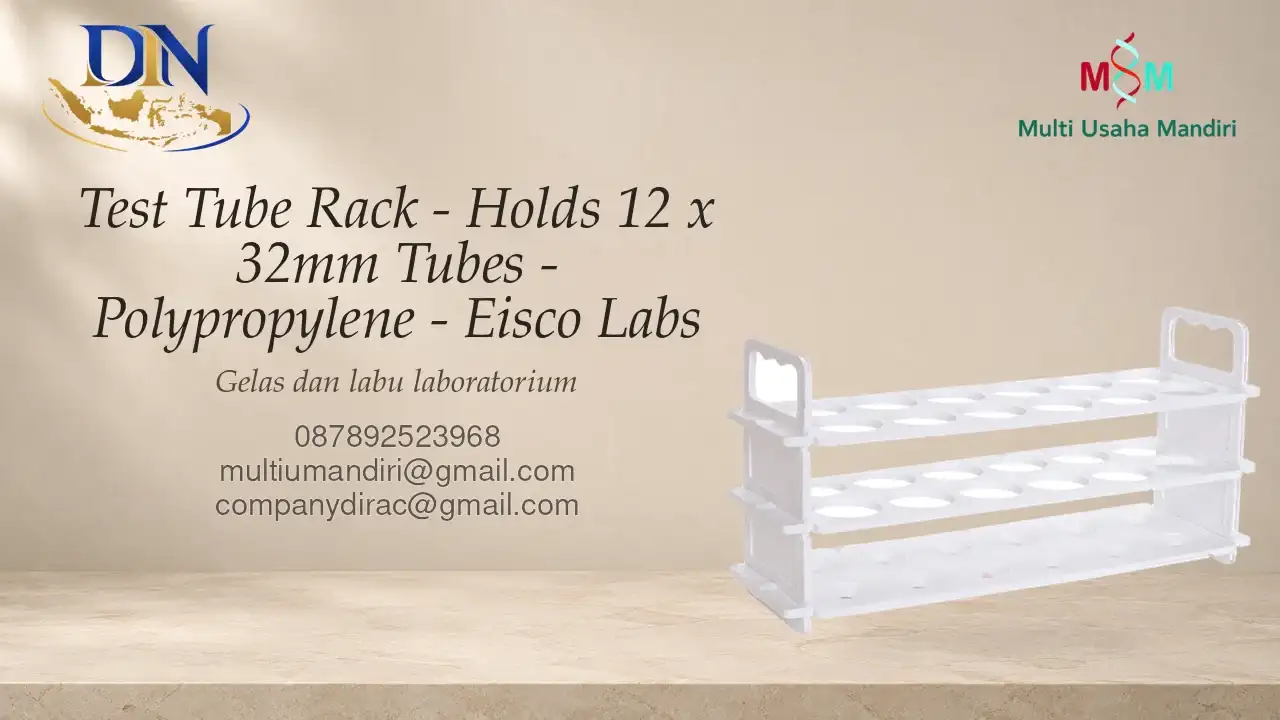 DN
MSM
Multi Usaha Mandiri
Test Tube Rack - Holds 12 x
32mm Tubes -
Polypropylene - Eisco Labs
Gelas dan labu laboratorium
087892523968
multiumandiri@gmail.com
companydirac@gmail.com